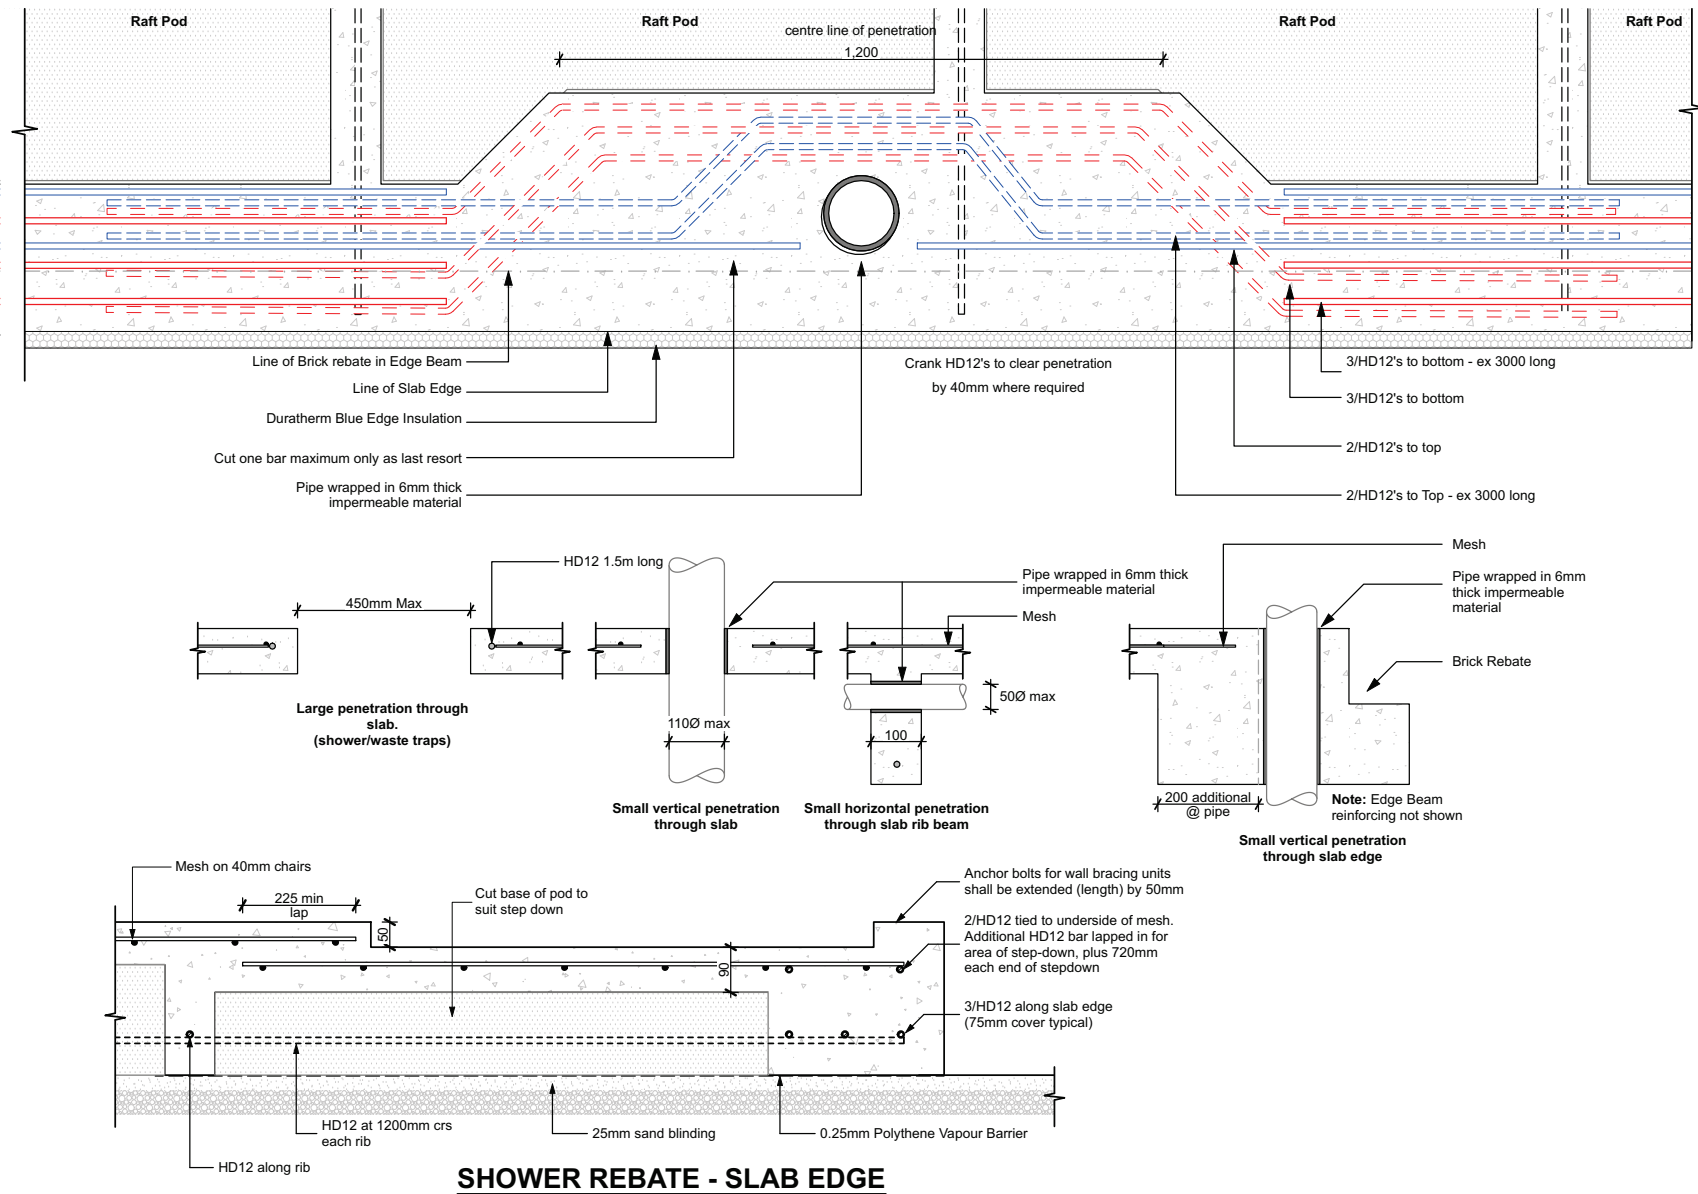 Raft Pod
Raft Pod
Raft Pod
Raft Pod
centre line of penetration
1,200
Line of Brick rebate in Edge Beam
Line of Slab Edge
Duratherm Blue Edge Insulation
Cut one bar maximum only as last resort
Pipe wrapped in 6mm thick
impermeable material
Crank HD12's to clear penetration
by 40mm where required
3/HD12's to bottom - ex 3000 long
3/HD12's to bottom
2/HD12's to top
2/HD12's to Top - ex 3000 long
HD12 1.5m long
450mm Max
Large penetration through
slab.
(shower/waste traps)
110Ø max
Small vertical penetration
through slab
Pipe wrapped in 6mm thick
impermeable material
Mesh
50Ø max
100
Small horizontal penetration
through slab rib beam
Mesh
Pipe wrapped in 6mm
thick impermeable
material
Brick Rebate
200 additional
@ pipe
Note: Edge Beam
reinforcing not shown
Small vertical penetration
through slab edge
Mesh on 40mm chairs
225 min
lap
50
Cut base of pod to
suit step down
90
Anchor bolts for wall bracing units
shall be extended (length) by 50mm
2/HD12 tied to underside of mesh.
Additional HD12 bar lapped in for
area of step-down, plus 720mm
each end of stepdown
3/HD12 along slab edge
(75mm cover typical)
HD12 at 1200mm crs
each rib
HD12 along rib
25mm sand blinding
0.25mm Polythene Vapour Barrier
SHOWER REBATE - SLAB EDGE